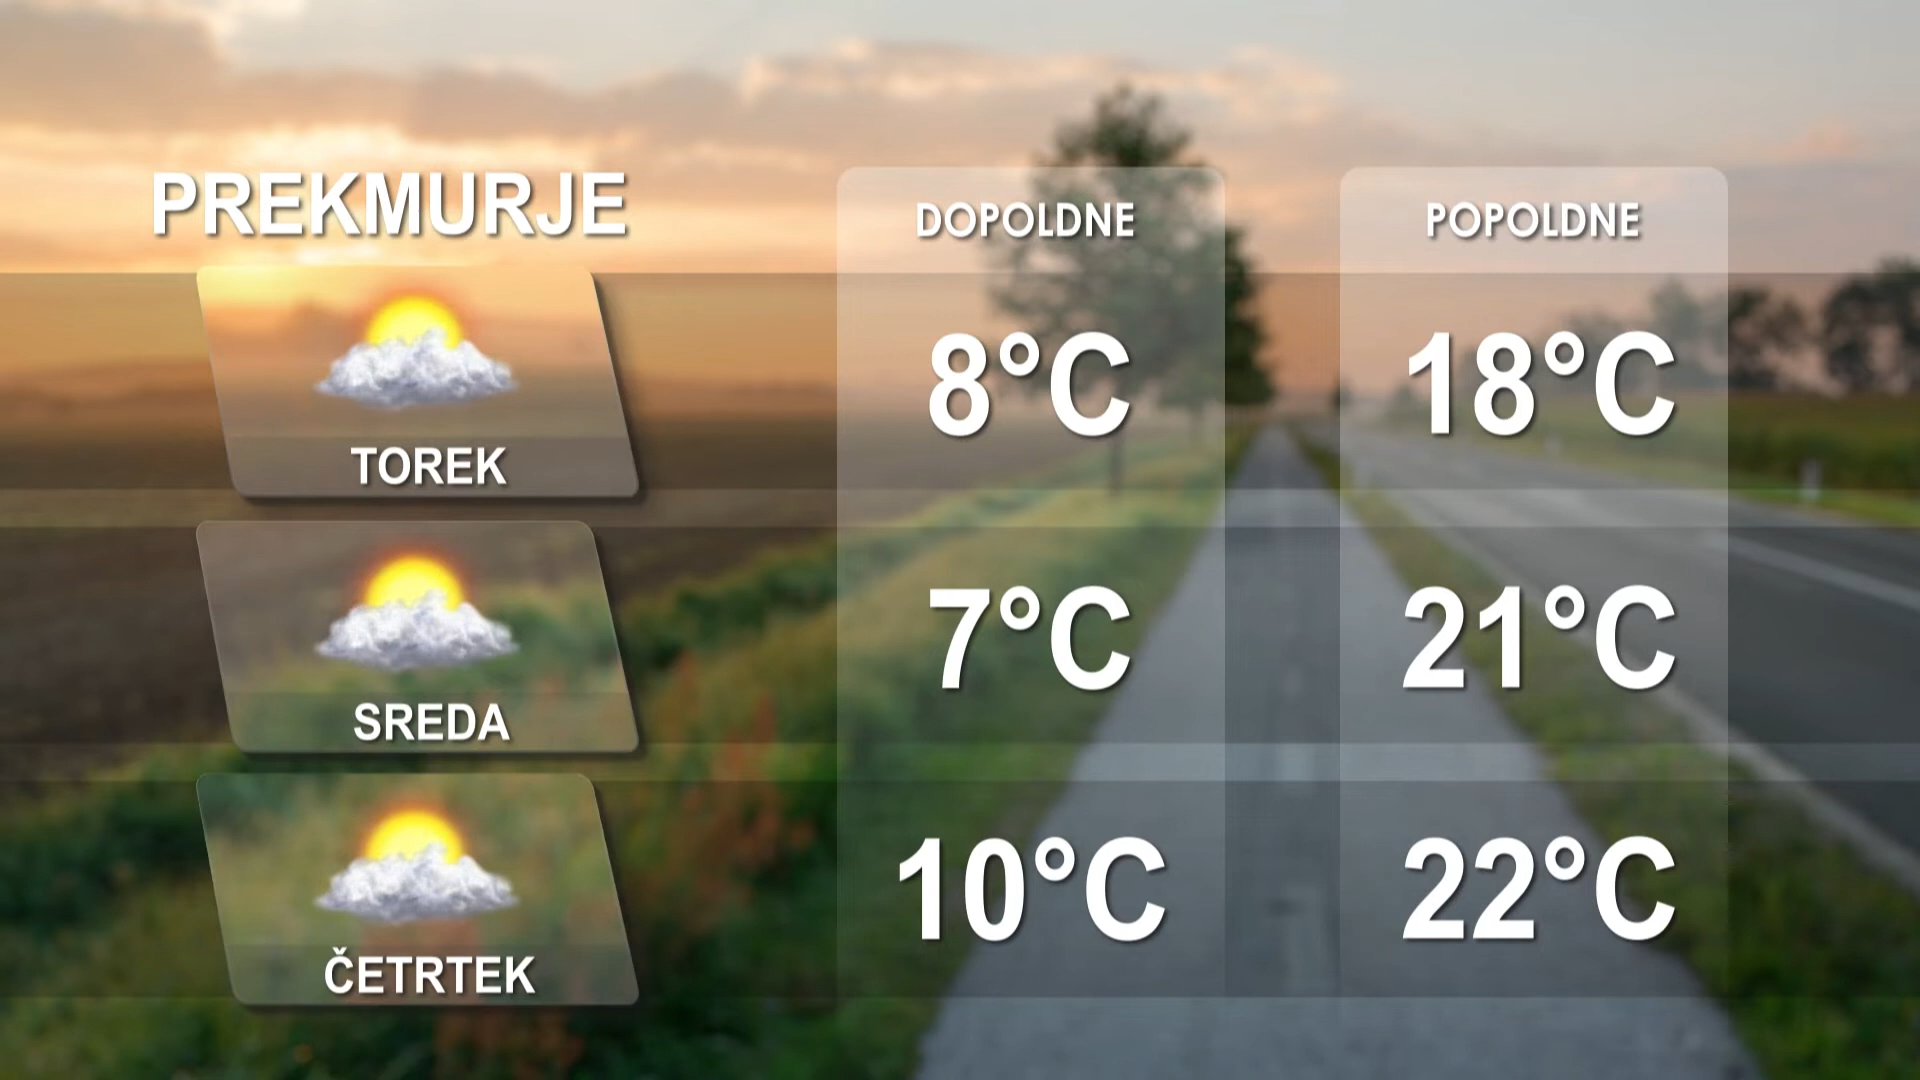 PREKMURJE
DOPOLDNE
POPOLDNE
TOREK
8°C
18°C
SREDA
7°C
21°C
ČETRTEK
10°C
22°C